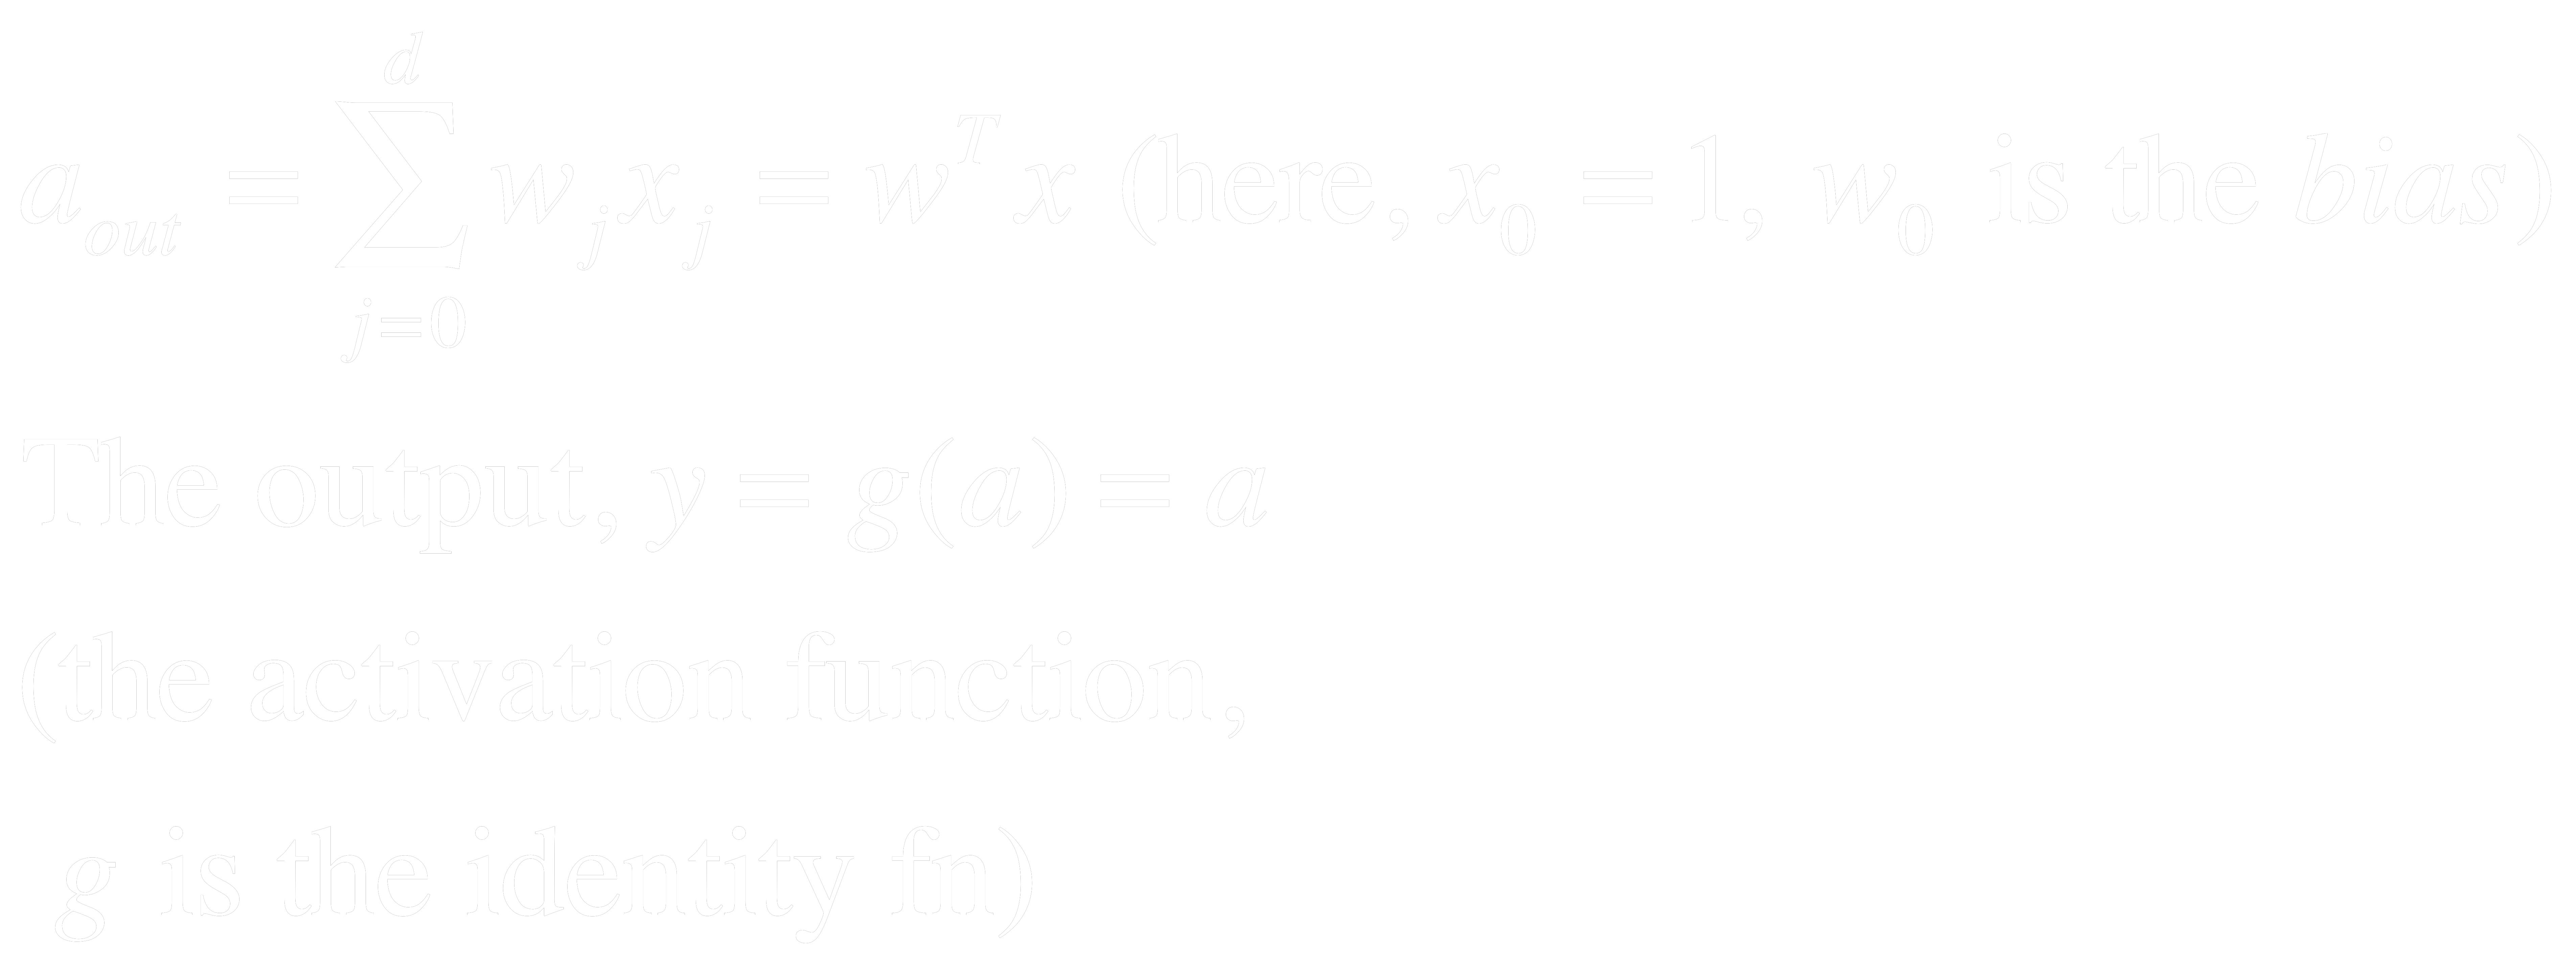 a_out = ∑_{j=0}^{d} w_j x_j = w^T x (here, x_0 = 1, w_0 is the bias)
The output, y = g(a) = a
(the activation function,
g is the identity fn)